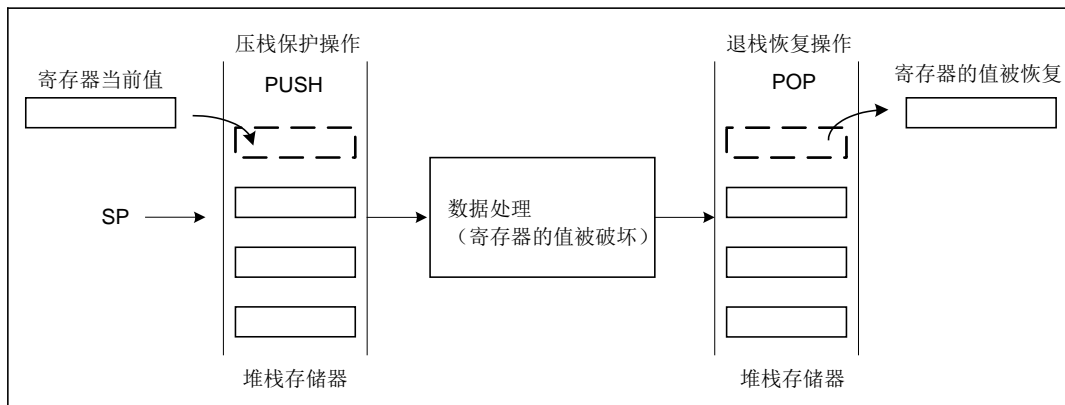 压栈保护操作
退栈恢复操作
寄存器当前值
PUSH
POP
寄存器的值被恢复
SP
数据处理
（寄存器的值被破坏）
堆栈存储器
堆栈存储器